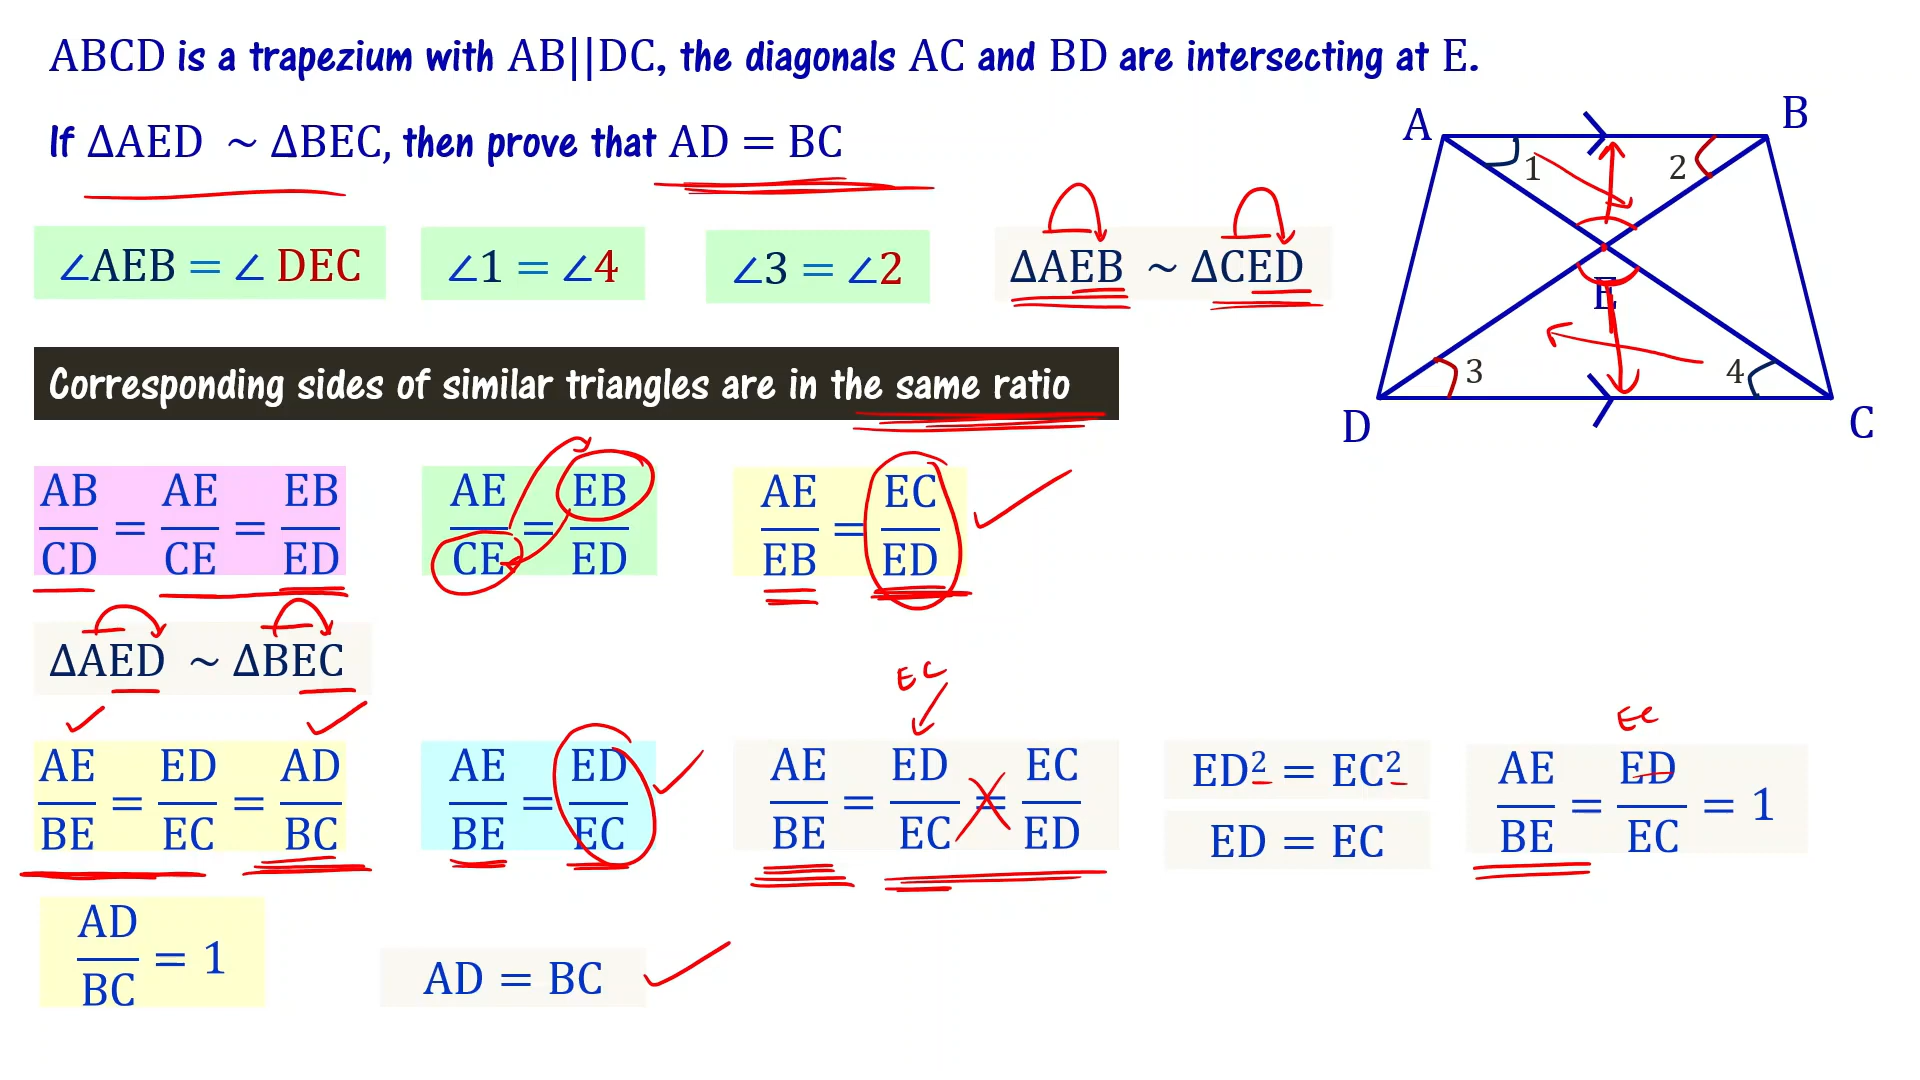 ABCD is a trapezium with AB||DC, the diagonals AC and BD are intersecting at E.
If ΔAED ~ ΔBEC, then prove that AD = BC
∠AEB = ∠ DEC
∠1 = ∠4
∠3 = ∠2
ΔAEB ~ ΔCED
A
B
1
2
E
3
4
D
C
Corresponding sides of similar triangles are in the same ratio
AB/CD = AE/CE = EB/ED
AE/CE = EB/ED
AE/EB = EC/ED
ΔAED ~ ΔBEC
AE/BE = ED/EC = AD/BC
AE/BE = ED/EC
EC
AE/BE = ED/EC = EC/ED
ED² = EC²
ED = EC
EC
AE/BE = ED/EC = 1
AD/BC = 1
AD = BC